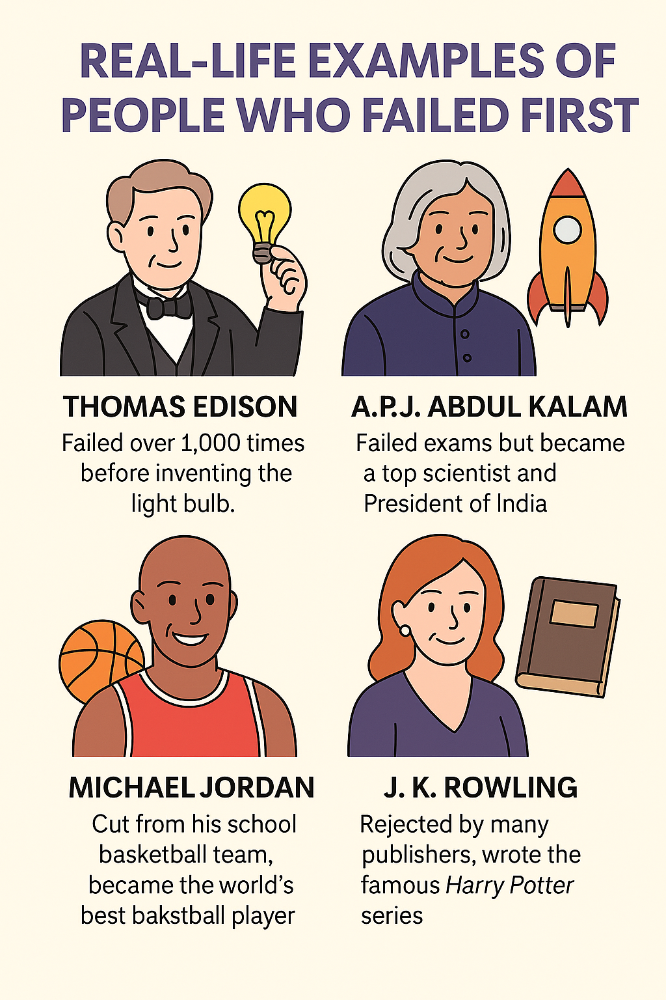 REAL-LIFE EXAMPLES OF
PEOPLE WHO FAILED FIRST
THOMAS EDISON
Failed over 1,000 times
before inventing the
light bulb.
A.P.J. ABDUL KALAM
Failed exams but became
a top scientist and
President of India
MICHAEL JORDAN
Cut from his school
basketball team,
became the world's
best bakstball player
J. K. ROWLING
Rejected by many
publishers, wrote the
famous Harry Potter
series